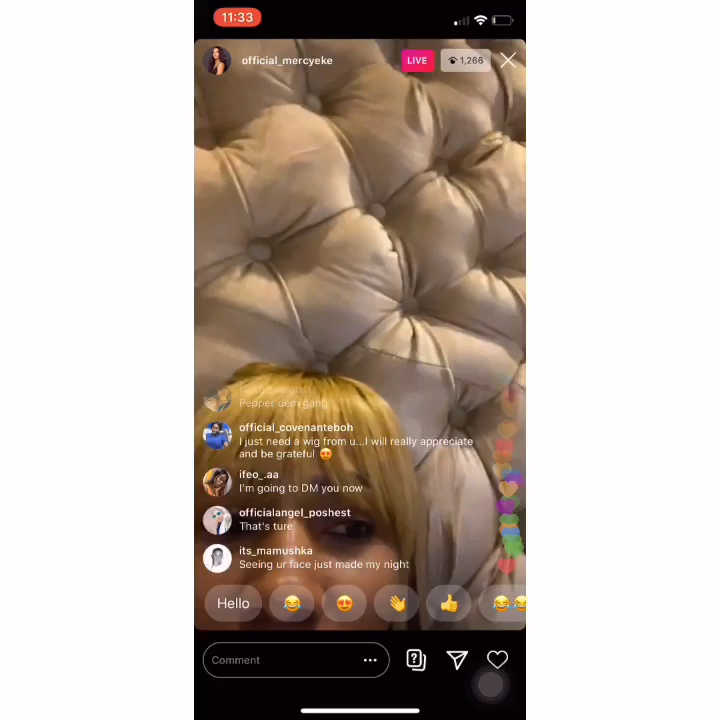 11:33
official_mercyeke
LIVE
1,266
Pepper dem gang
official_covenanteboh
I just need a wig from u...I will really appreciate
and be grateful 😍
ifeo_.aa
I'm going to DM you now
officialangel_poshest
That's ture
its_mamushka
Seeing ur face just made my night
Hello 😂 😍 👋 👍 😂😂
Comment